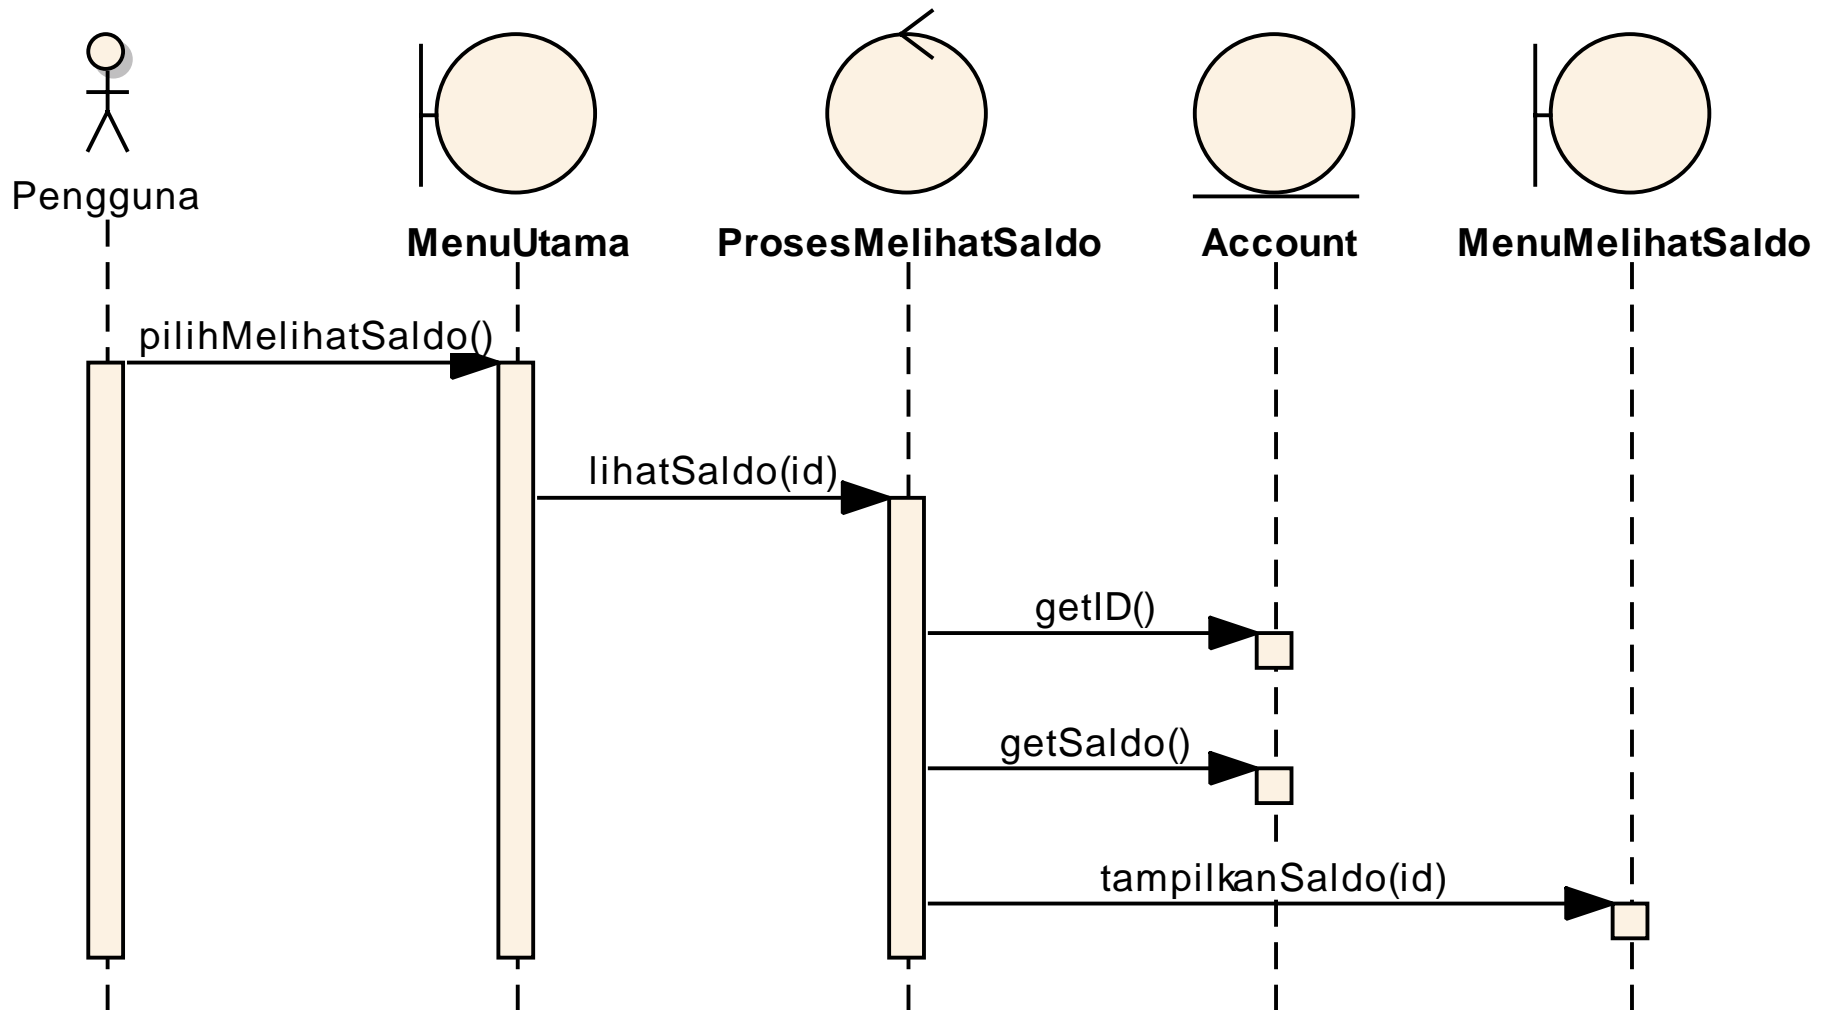 Pengguna
MenuUtama
ProsesMelihatSaldo
Account
MenuMelihatSaldo
pilihMelihatSaldo()
lihatSaldo(id)
getID()
getSaldo()
tampilkanSaldo(id)